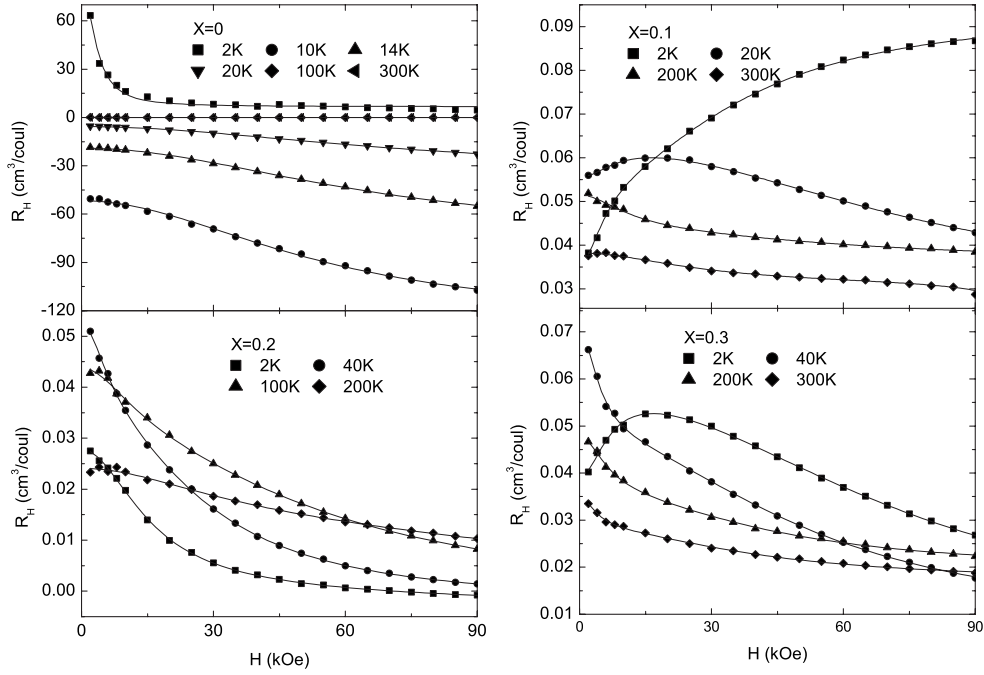 X=0
2K 10K 14K
20K 100K 300K
60
30
0
-30
-60
-90
-120
R_H (cm³/coul)
X=0.1
2K 20K
200K 300K
0.09
0.08
0.07
0.06
0.05
0.04
0.03
R_H (cm³/coul)
X=0.2
2K 40K
100K 200K
0.05
0.04
0.03
0.02
0.01
0.00
R_H (cm³/coul)
0 30 60 90
H (kOe)
X=0.3
2K 40K
200K 300K
0.07
0.06
0.05
0.04
0.03
0.02
0.01
R_H (cm³/coul)
0 30 60 90
H (kOe)